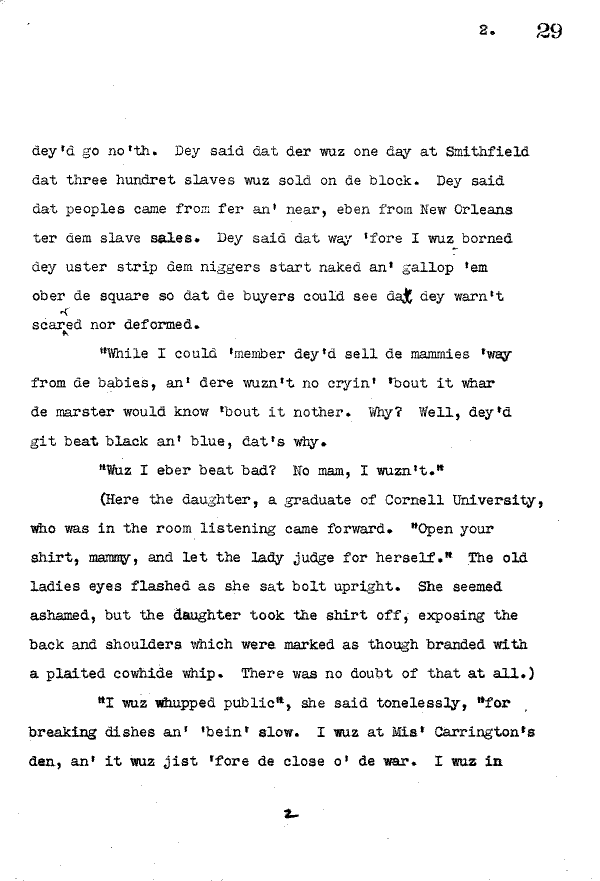 2. 29
dey'd go no'th. Dey said dat der wuz one day at Smithfield
dat three hundret slaves wuz sold on de block. Dey said
dat peoples came from fer an' near, eben from New Orleans
ter dem slave sales. Dey said dat way 'fore I wuz borned
dey uster strip dem niggers start naked an' gallop 'em
ober de square so dat de buyers could see dat dey warn't
scared nor deformed.
"While I could 'member dey'd sell de mammies 'way
from de babies, an' dere wuzn't no cryin' 'bout it whar
de marster would know 'bout it nother. Why? Well, dey'd
git beat black an' blue, dat's why.
"Wuz I eber beat bad? No mam, I wuzn't."
(Here the daughter, a graduate of Cornell University,
who was in the room listening came forward. "Open your
shirt, mammy, and let the lady judge for herself." The old
ladies eyes flashed as she sat bolt upright. She seemed
ashamed, but the daughter took the shirt off, exposing the
back and shoulders which were marked as though branded with
a plaited cowhide whip. There was no doubt of that at all.)
"I wuz whupped public", she said tonelessly, "for
breaking dishes an' 'bein' slow. I wuz at Mis' Carrington's
den, an' it wuz jist 'fore de close o' de war. I wuz in
2